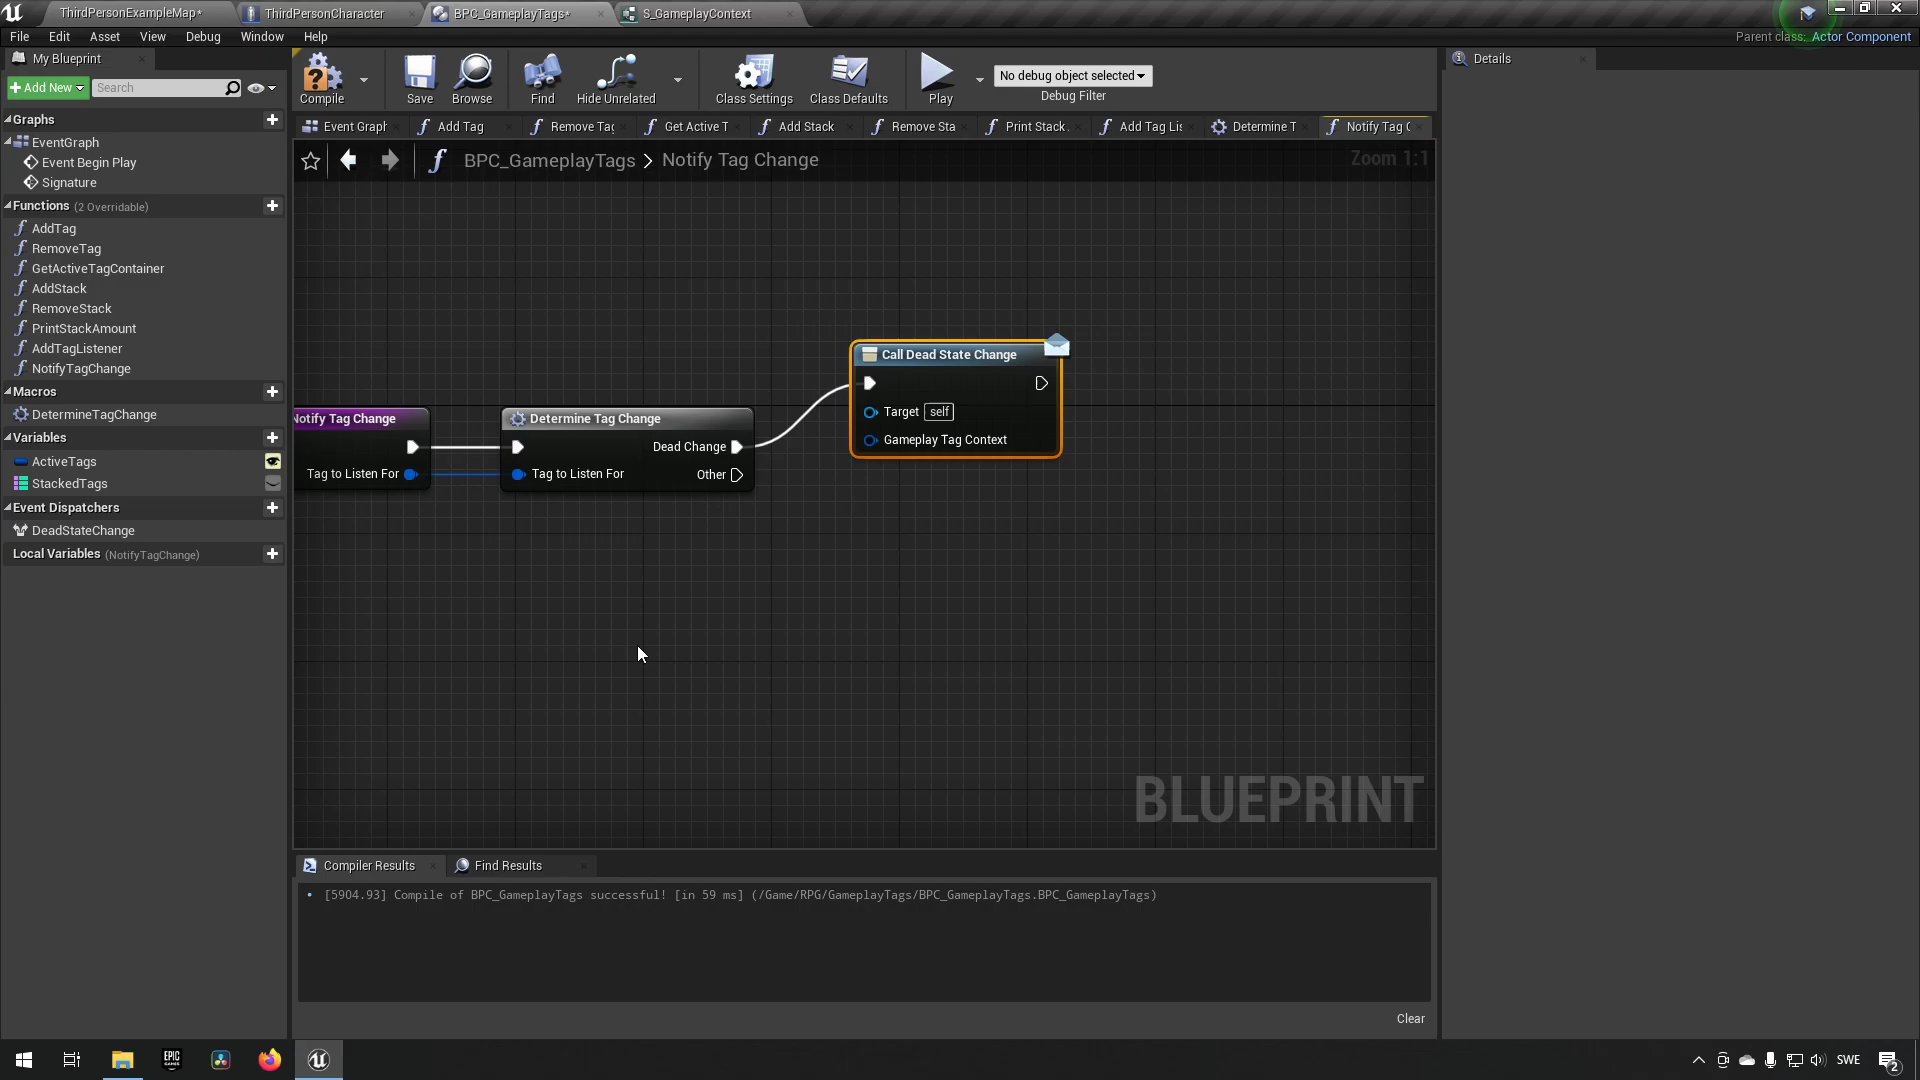 ThirdPersonExampleMap*
ThirdPersonCharacter
BPC_GameplayTags*
S_GameplayContext
File Edit Asset View Debug Window Help
Parent class: Actor Component
My Blueprint
Add New
Search
Compile
Save
Browse
Find
Hide Unrelated
Class Settings
Class Defaults
Play
No debug object selected
Debug Filter
Details
Event Graph
Add Tag
Remove Tag
Get Active T
Add Stack
Remove Sta
Print Stack
Add Tag Lis
Determine T
Notify Tag C
BPC_GameplayTags > Notify Tag Change
Zoom 1:1
Graphs
EventGraph
Event Begin Play
Signature
Functions (2 Overridable)
AddTag
RemoveTag
GetActiveTagContainer
AddStack
RemoveStack
PrintStackAmount
AddTagListener
NotifyTagChange
Macros
DetermineTagChange
Variables
ActiveTags
StackedTags
Event Dispatchers
DeadStateChange
Local Variables (NotifyTagChange)
Notify Tag Change
Tag to Listen For
Determine Tag Change
Dead Change
Tag to Listen For
Other
Call Dead State Change
Target self
Gameplay Tag Context
BLUEPRINT
Compiler Results
Find Results
[5904.93] Compile of BPC_GameplayTags successful! [in 59 ms] (/Game/RPG/GameplayTags/BPC_GameplayTags.BPC_GameplayTags)
Clear
EPIC GAMES
SWE
2